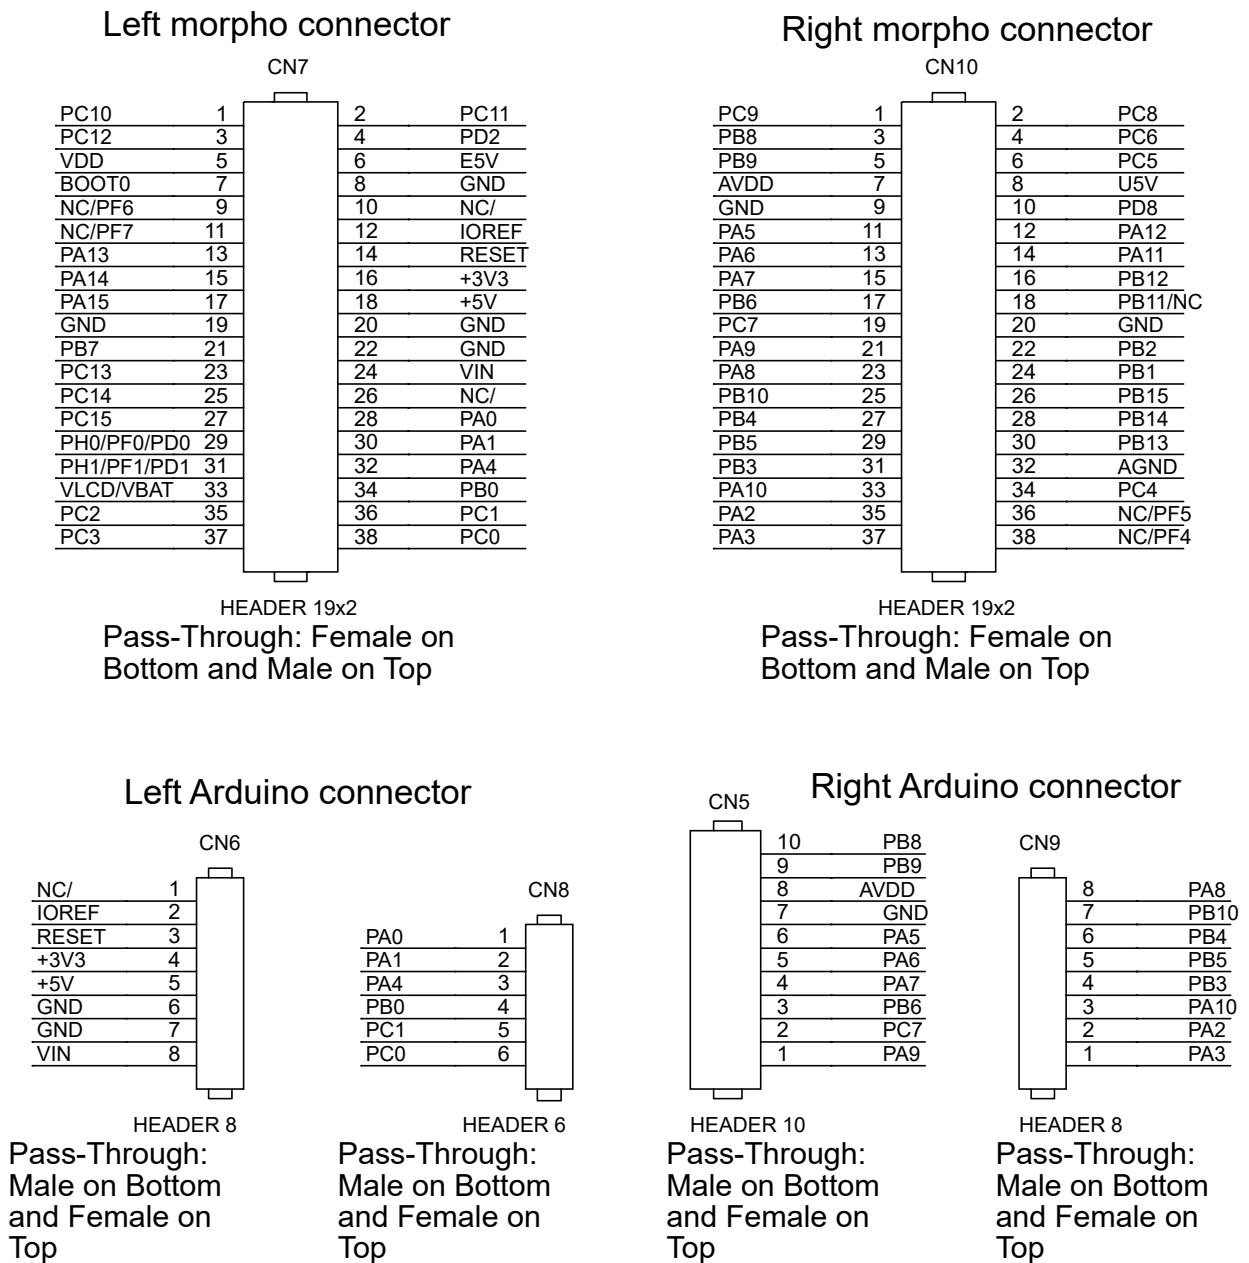 Left morpho connector
CN7
PC10 1 2 PC11
PC12 3 4 PD2
VDD 5 6 E5V
BOOT0 7 8 GND
NC/PF6 9 10 NC/
NC/PF7 11 12 IOREF
PA13 13 14 RESET
PA14 15 16 +3V3
PA15 17 18 +5V
GND 19 20 GND
PB7 21 22 GND
PC13 23 24 VIN
PC14 25 26 NC/
PC15 27 28 PA0
PH0/PF0/PD0 29 30 PA1
PH1/PF1/PD1 31 32 PA4
VLCD/VBAT 33 34 PB0
PC2 35 36 PC1
PC3 37 38 PC0
HEADER 19x2
Pass-Through: Female on
Bottom and Male on Top
Right morpho connector
CN10
PC9 1 2 PC8
PB8 3 4 PC6
PB9 5 6 PC5
AVDD 7 8 U5V
GND 9 10 PD8
PA5 11 12 PA12
PA6 13 14 PA11
PA7 15 16 PB12
PB6 17 18 PB11/NC
PC7 19 20 GND
PA9 21 22 PB2
PA8 23 24 PB1
PB10 25 26 PB15
PB4 27 28 PB14
PB5 29 30 PB13
PB3 31 32 AGND
PA10 33 34 PC4
PA2 35 36 NC/PF5
PA3 37 38 NC/PF4
HEADER 19x2
Pass-Through: Female on
Bottom and Male on Top
Left Arduino connector
CN6
NC/ 1
IOREF 2
RESET 3
+3V3 4
+5V 5
GND 6
GND 7
VIN 8
HEADER 8
Pass-Through:
Male on Bottom
and Female on
Top
CN8
PA0 1
PA1 2
PA4 3
PB0 4
PC1 5
PC0 6
HEADER 6
Pass-Through:
Male on Bottom
and Female on
Top
Right Arduino connector
CN5
10 PB8
9 PB9
8 AVDD
7 GND
6 PA5
5 PA6
4 PA7
3 PB6
2 PC7
1 PA9
HEADER 10
Pass-Through:
Male on Bottom
and Female on
Top
CN9
8 PA8
7 PB10
6 PB4
5 PB5
4 PB3
3 PA10
2 PA2
1 PA3
HEADER 8
Pass-Through:
Male on Bottom
and Female on
Top